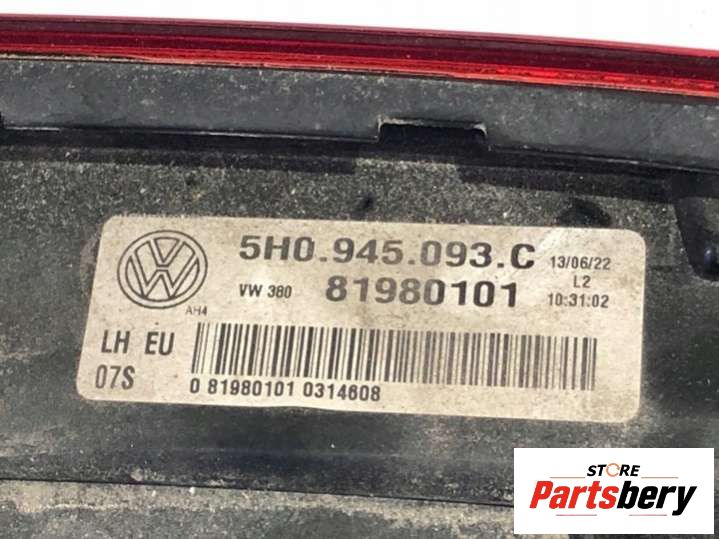 5H0.945.093.C 13/06/22
VW 380 81980101 L2
10:31:02
AH4
LH EU
07S
0 81980101 0314608
STORE
Partsbery